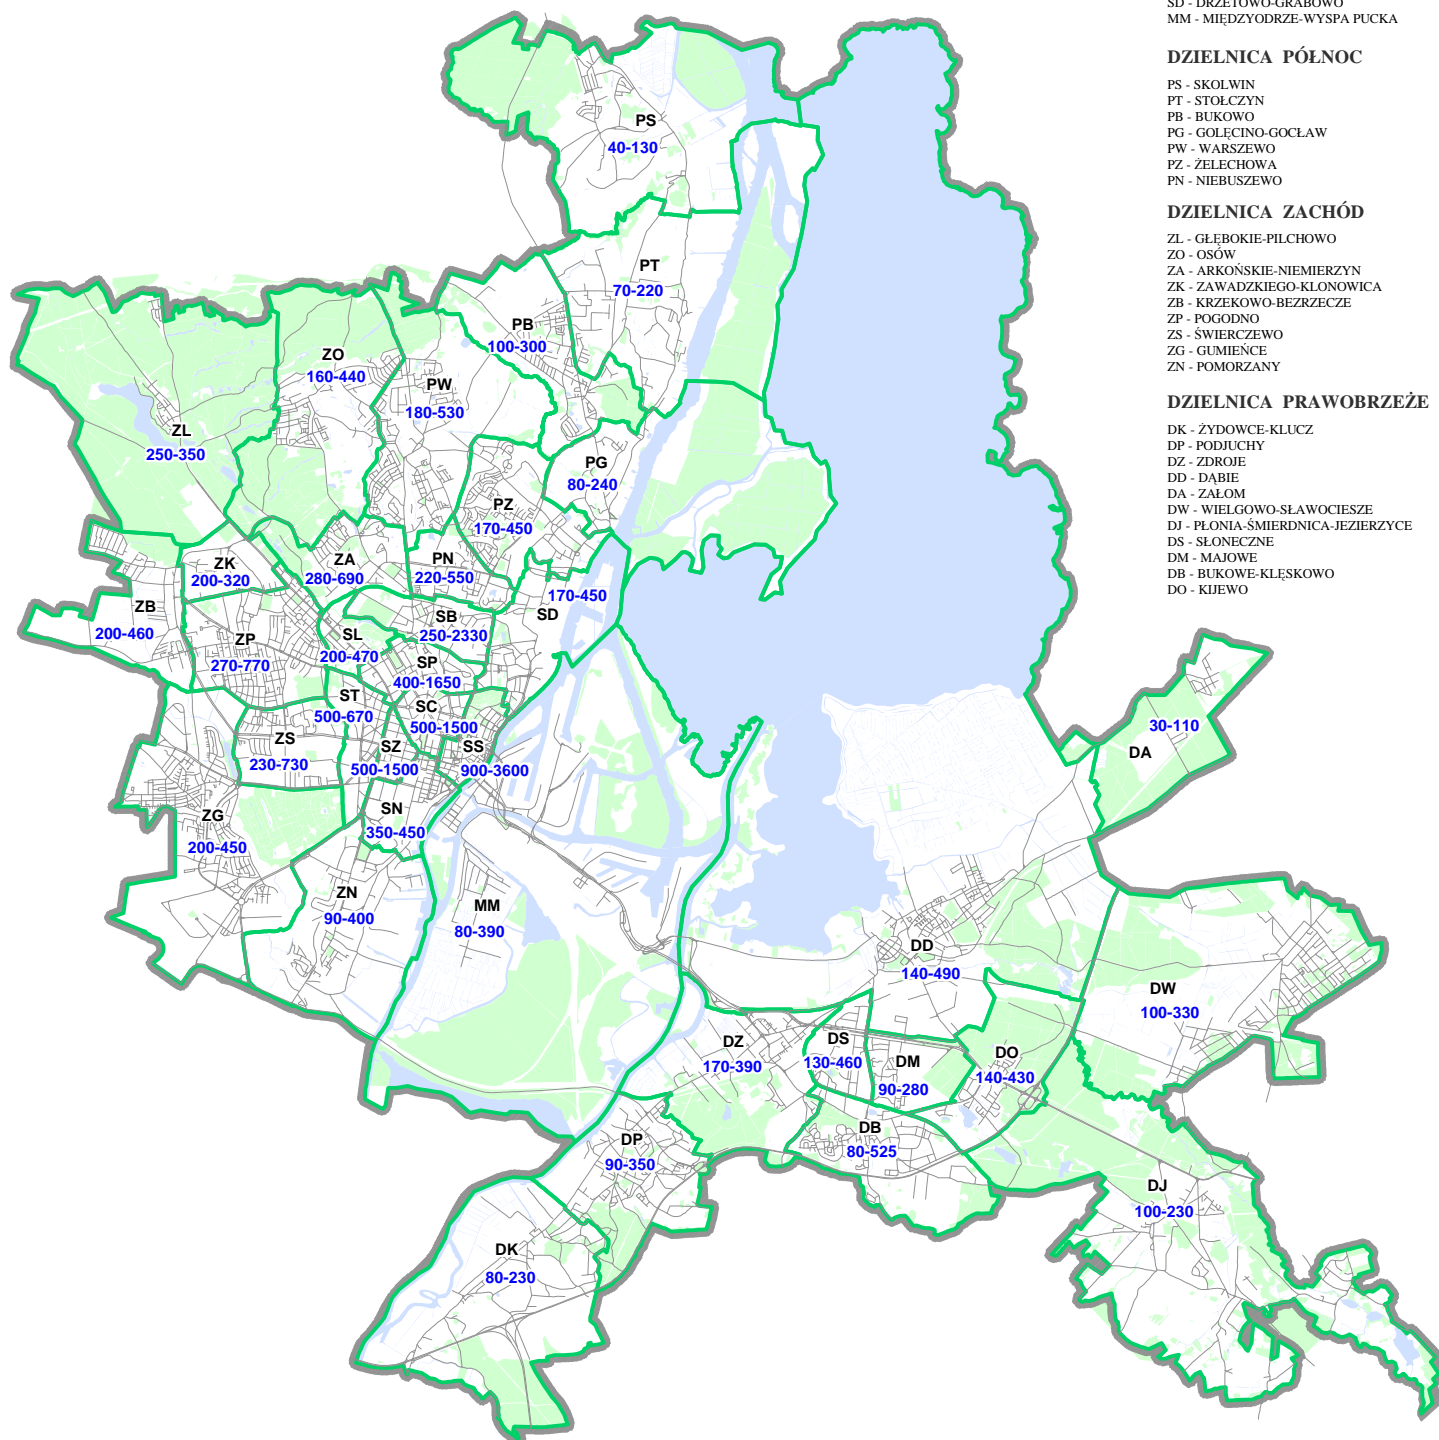 SD - DRZETOWO-GRABOWO
MM - MIĘDZYODRZE-WYSPA PUCKA
DZIELNICA PÓŁNOC
PS - SKOLWIN
PT - STOŁCZYN
PB - BUKOWO
PG - GOLĘCINO-GOCŁAW
PW - WARSZEWO
PZ - ŻELECHOWA
PN - NIEBUSZEWO
DZIELNICA ZACHÓD
ZL - GŁĘBOKIE-PILCHOWO
ZO - OSÓW
ZA - ARKOŃSKIE-NIEMIERZYN
ZK - ZAWADZKIEGO-KLONOWICA
ZB - KRZEKOWO-BEZRZECZE
ZP - POGODNO
ZS - ŚWIERCZEWO
ZG - GUMIEŃCE
ZN - POMORZANY
DZIELNICA PRAWOBRZEŻE
DK - ŻYDOWCE-KLUCZ
DP - PODJUCHY
DZ - ZDROJE
DD - DĄBIE
DA - ZAŁOM
DW - WIELGOWO-SŁAWOCIESZE
DJ - PŁONIA-ŚMIERDNICA-JEZIERZYCE
DS - SŁONECZNE
DM - MAJOWE
DB - BUKOWE-KLĘSKOWO
DO - KIJEWO
PS
40-130
PT
70-220
PB
100-300
ZO
160-440
PW
180-530
ZL
250-350
PG
80-240
PZ
170-450
ZK
200-320
ZA
280-690
PN
220-550
170-450
SD
ZB
200-460
ZP
270-770
SL
200-470
SB
250-2330
SP
400-1650
ST
500-670
SC
500-1500
ZS
230-730
SZ
500-1500
SS
900-3600
ZG
200-450
SN
350-450
ZN
90-400
MM
80-390
30-110
DA
DD
140-490
DW
100-330
DZ
170-390
DS
130-460
DM
90-280
DO
140-430
DP
90-350
DB
80-525
DJ
100-230
DK
80-230